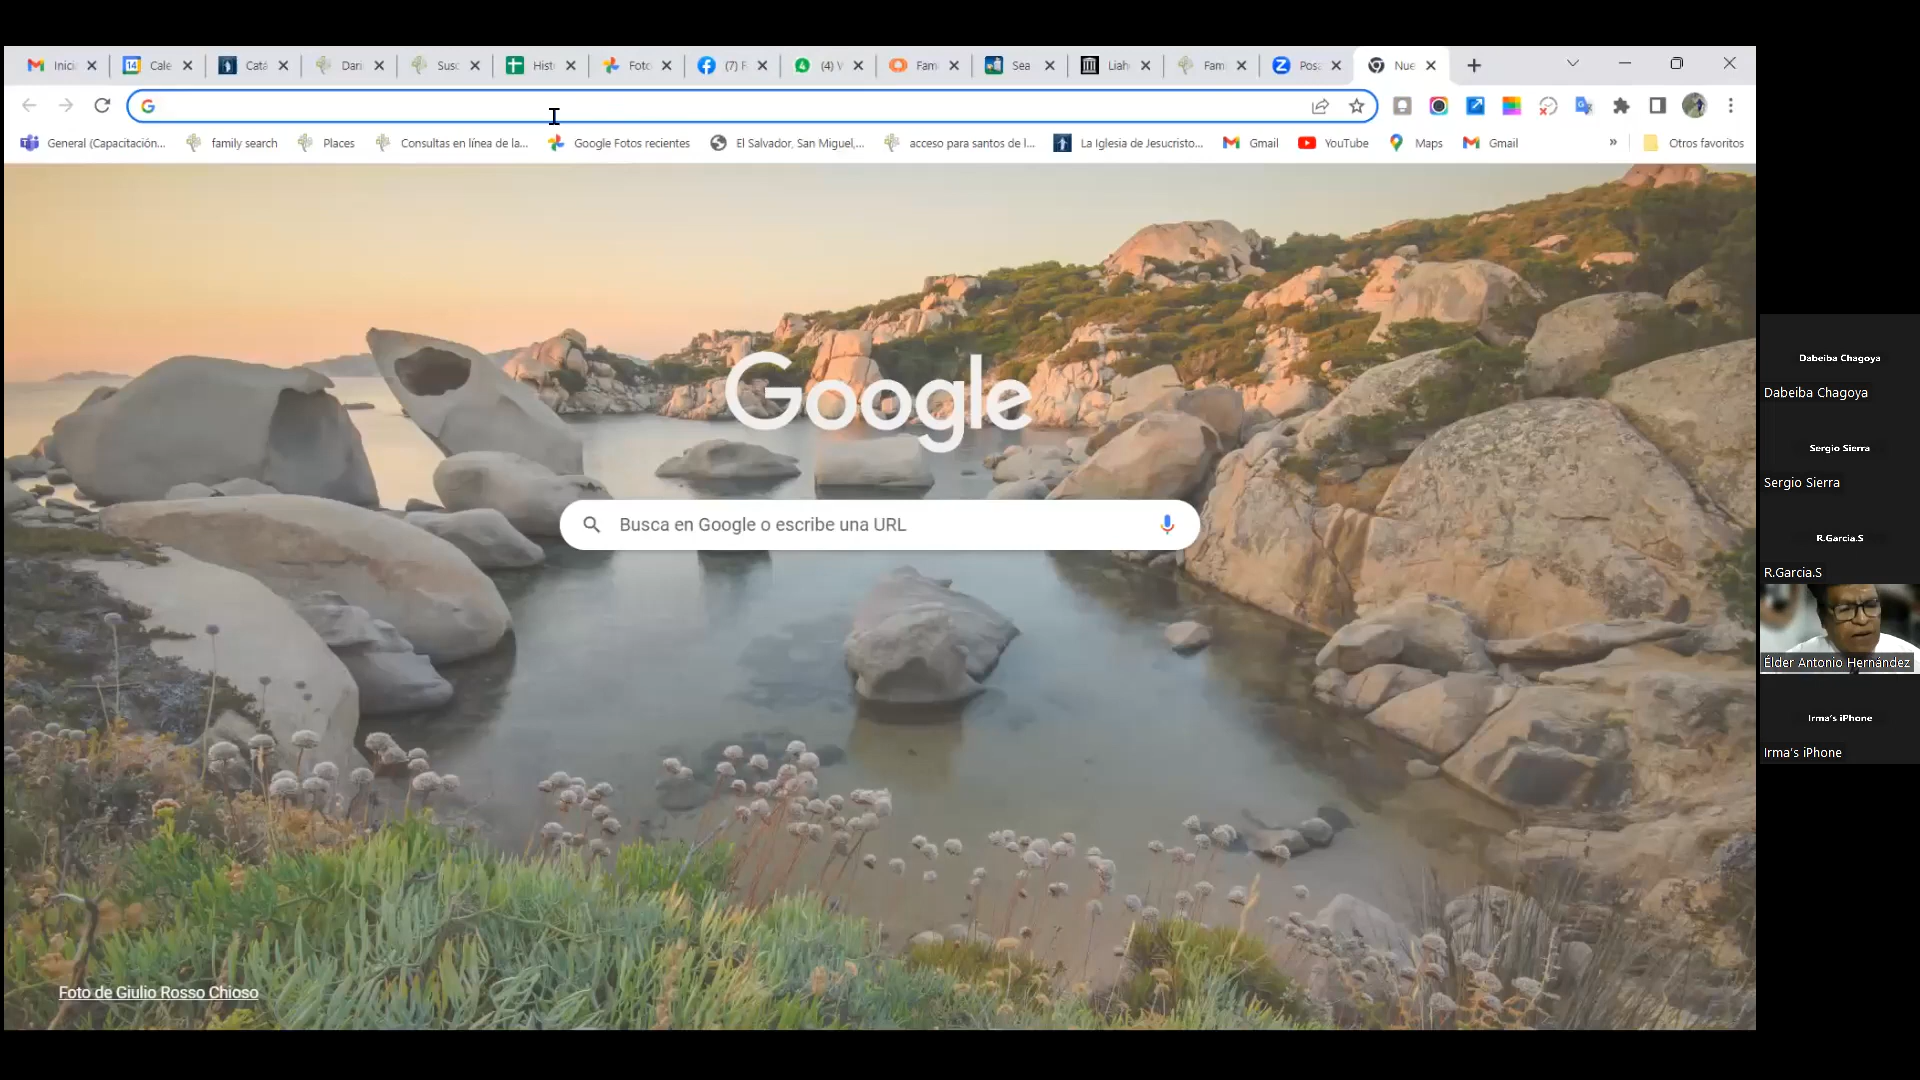 Inici
14 Cale
Catá
Dari
Susc
Hist
Foto
(7) F
4 (4) V
Fam
Sea
Liah
Fam
Z Posa
Nue
General (Capacitación...
family search
Places
Consultas en línea de la...
Google Fotos recientes
El Salvador, San Miguel,...
acceso para santos de l...
La Iglesia de Jesucristo...
Gmail
YouTube
Maps
Gmail
»
Otros favoritos
Google
Busca en Google o escribe una URL
Foto de Giulio Rosso Chioso
Dabeiba Chagoya
Dabeiba Chagoya
Sergio Sierra
Sergio Sierra
R.Garcia.S
R.Garcia.S
Élder Antonio Hernández
Irma's iPhone
Irma's iPhone